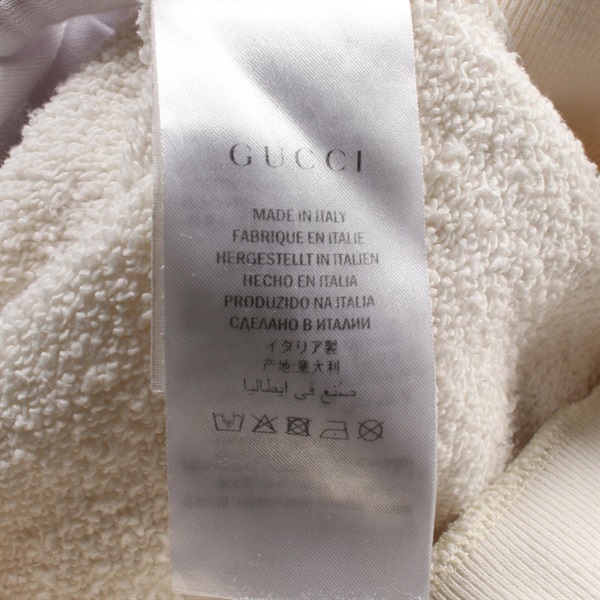 GUCCI
MADE IN ITALY
FABRIQUE EN ITALIE
HERGESTELLT IN ITALIEN
HECHO EN ITALIA
PRODUZIDO NA ITALIA
СДЕЛАНО В ИТАЛИИ
イタリア製
产地:意大利
صنع في ايطاليا